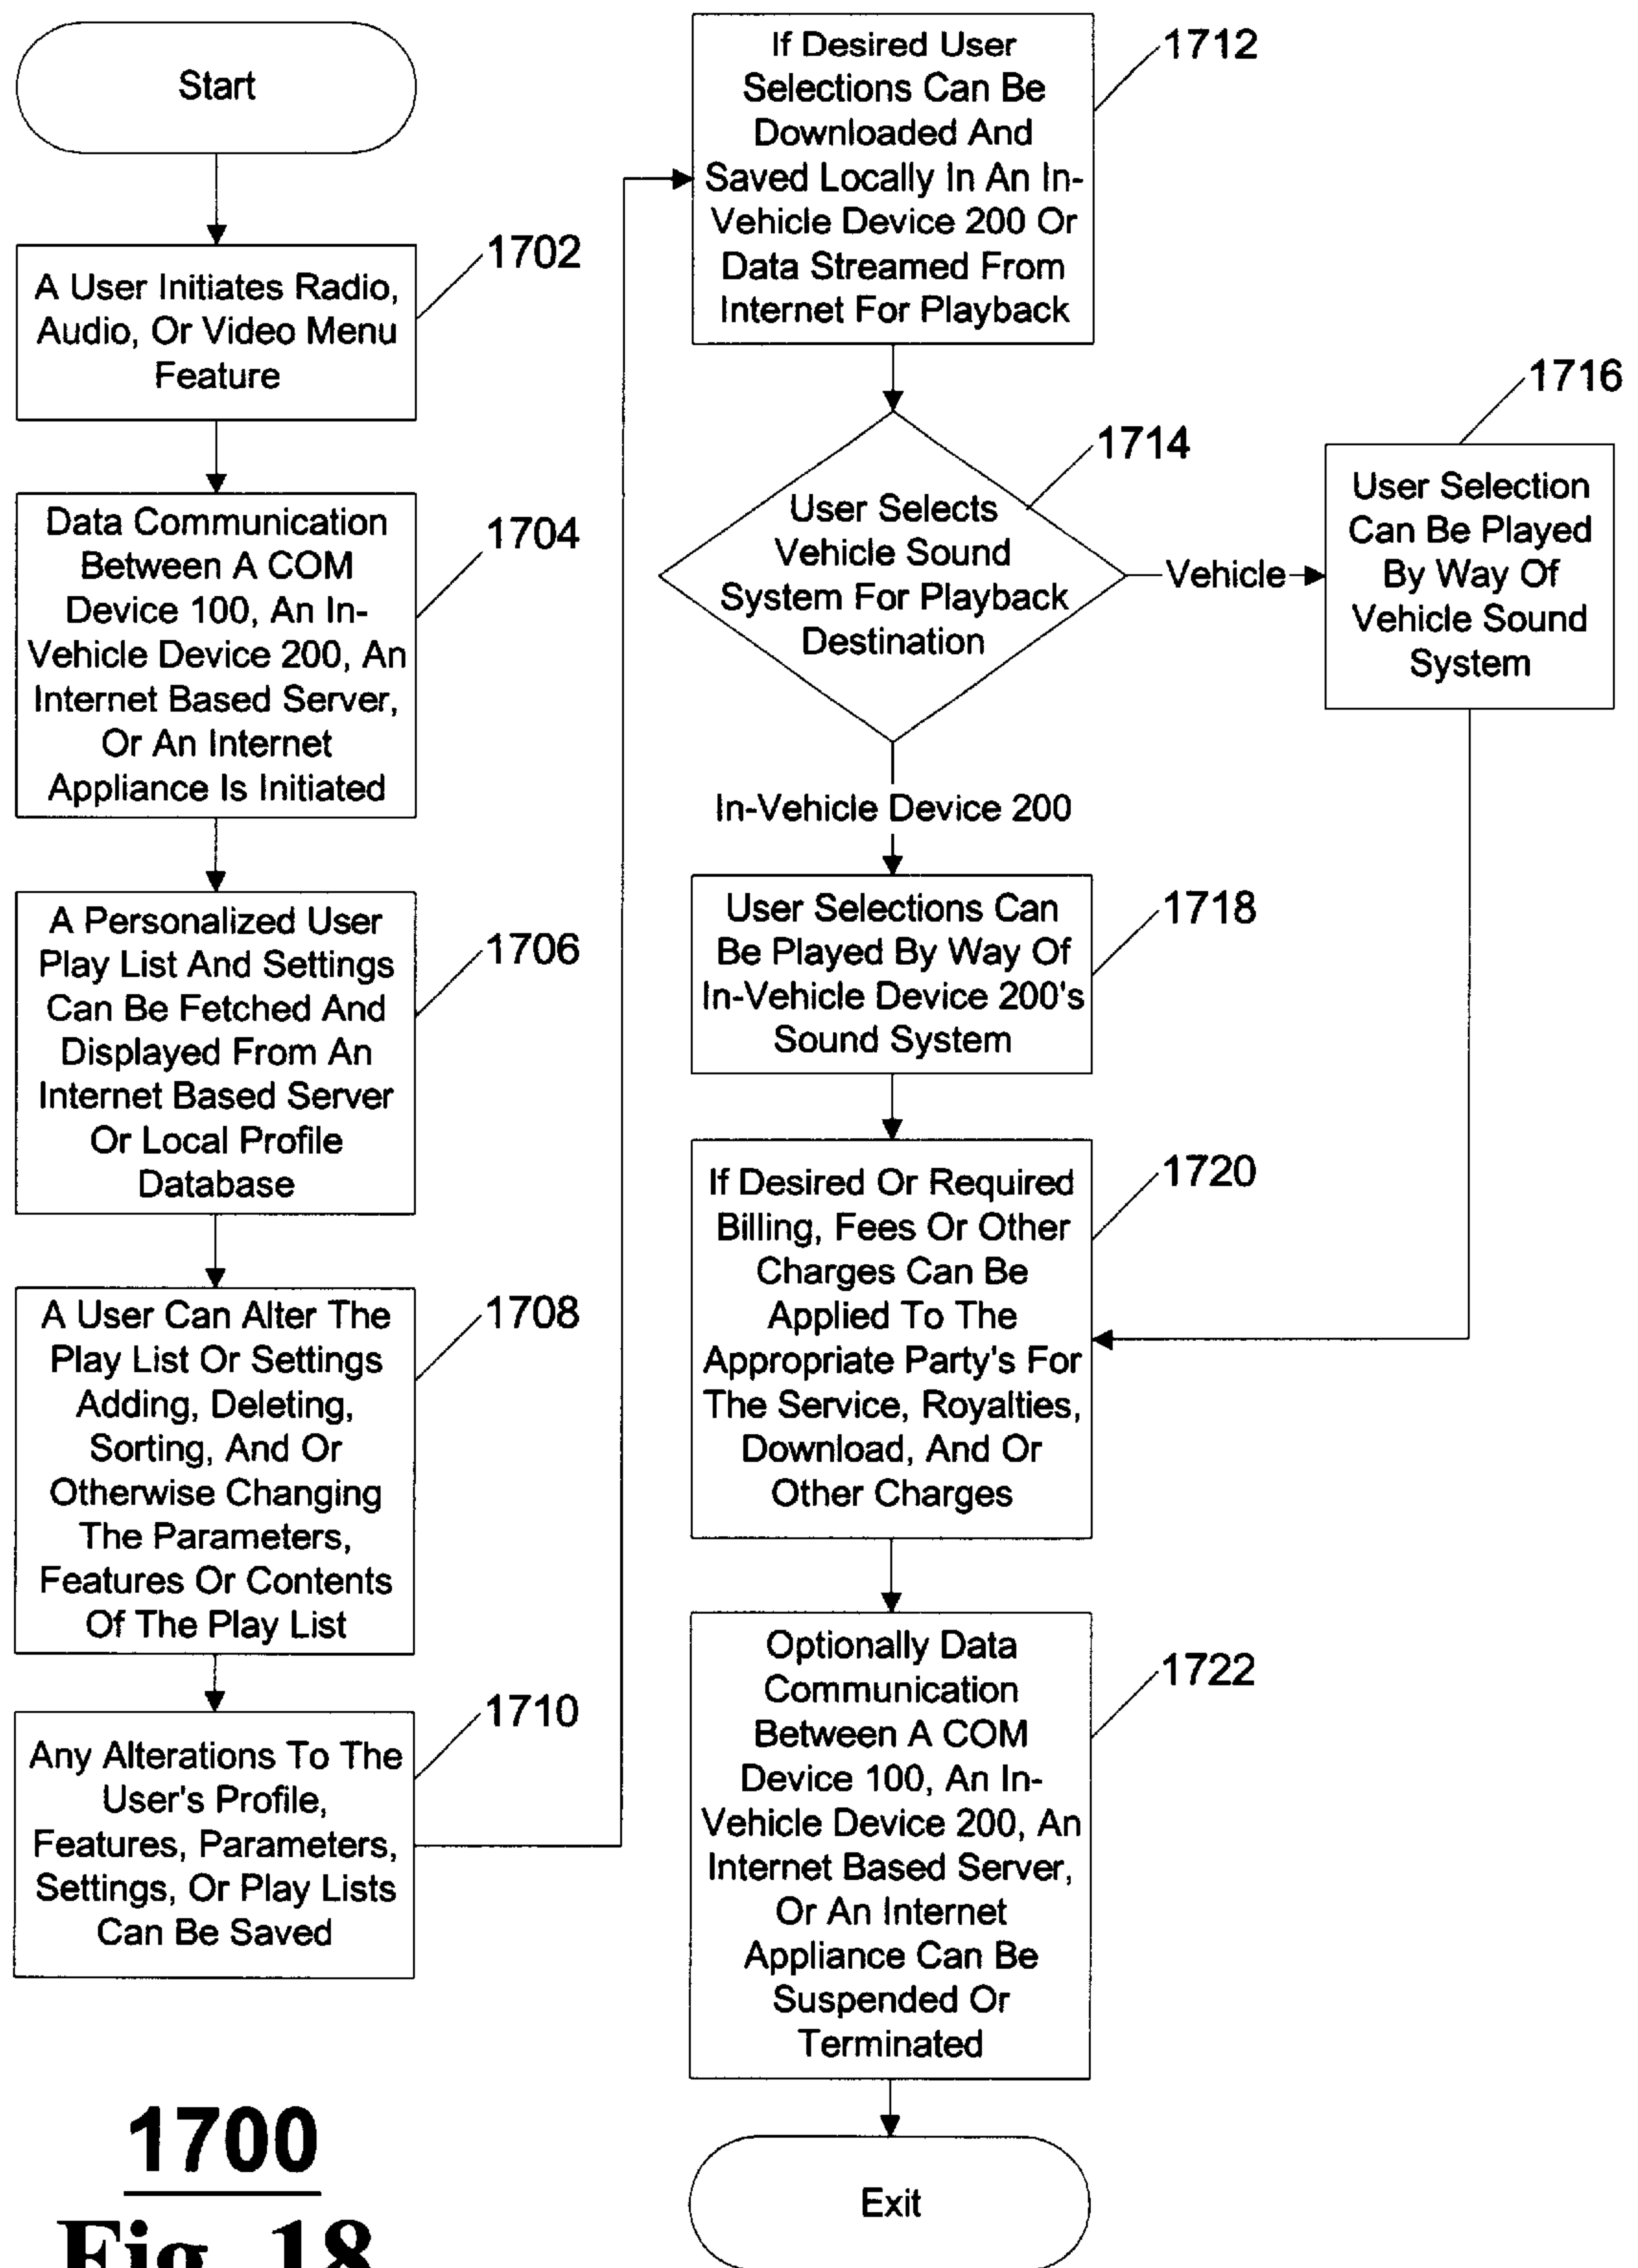 Start
A User Initiates Radio,
Audio, Or Video Menu
Feature
1702
Data Communication
Between A COM
Device 100, An In-
Vehicle Device 200, An
Internet Based Server,
Or An Internet
Appliance Is Initiated
1704
A Personalized User
Play List And Settings
Can Be Fetched And
Displayed From An
Internet Based Server
Or Local Profile
Database
1706
A User Can Alter The
Play List Or Settings
Adding, Deleting,
Sorting, And Or
Otherwise Changing
The Parameters,
Features Or Contents
Of The Play List
1708
Any Alterations To The
User's Profile,
Features, Parameters,
Settings, Or Play Lists
Can Be Saved
1710
If Desired User
Selections Can Be
Downloaded And
Saved Locally In An In-
Vehicle Device 200 Or
Data Streamed From
Internet For Playback
1712
User Selects
Vehicle Sound
System For Playback
Destination
1714
Vehicle
User Selection
Can Be Played
By Way Of
Vehicle Sound
System
1716
In-Vehicle Device 200
User Selections Can
Be Played By Way Of
In-Vehicle Device 200's
Sound System
1718
If Desired Or Required
Billing, Fees Or Other
Charges Can Be
Applied To The
Appropriate Party's For
The Service, Royalties,
Download, And Or
Other Charges
1720
Optionally Data
Communication
Between A COM
Device 100, An In-
Vehicle Device 200, An
Internet Based Server,
Or An Internet
Appliance Can Be
Suspended Or
Terminated
1722
Exit
1700
Fig. 18